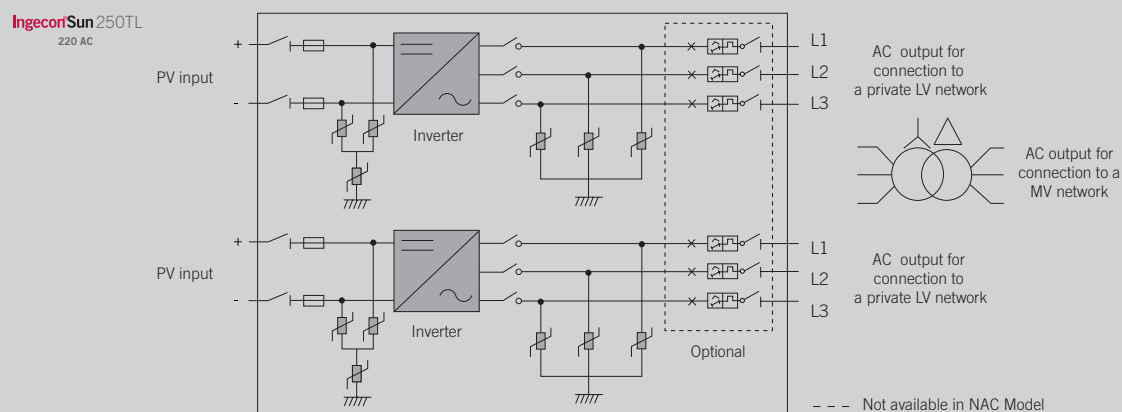 Ingecon Sun 250TL
220 AC
+
PV input
-
Inverter
L1
L2
L3
AC output for
connection to
a private LV network
AC output for
connection to a
MV network
+
PV input
-
Inverter
L1
L2
L3
AC output for
connection to
a private LV network
Optional
--- Not available in NAC Model